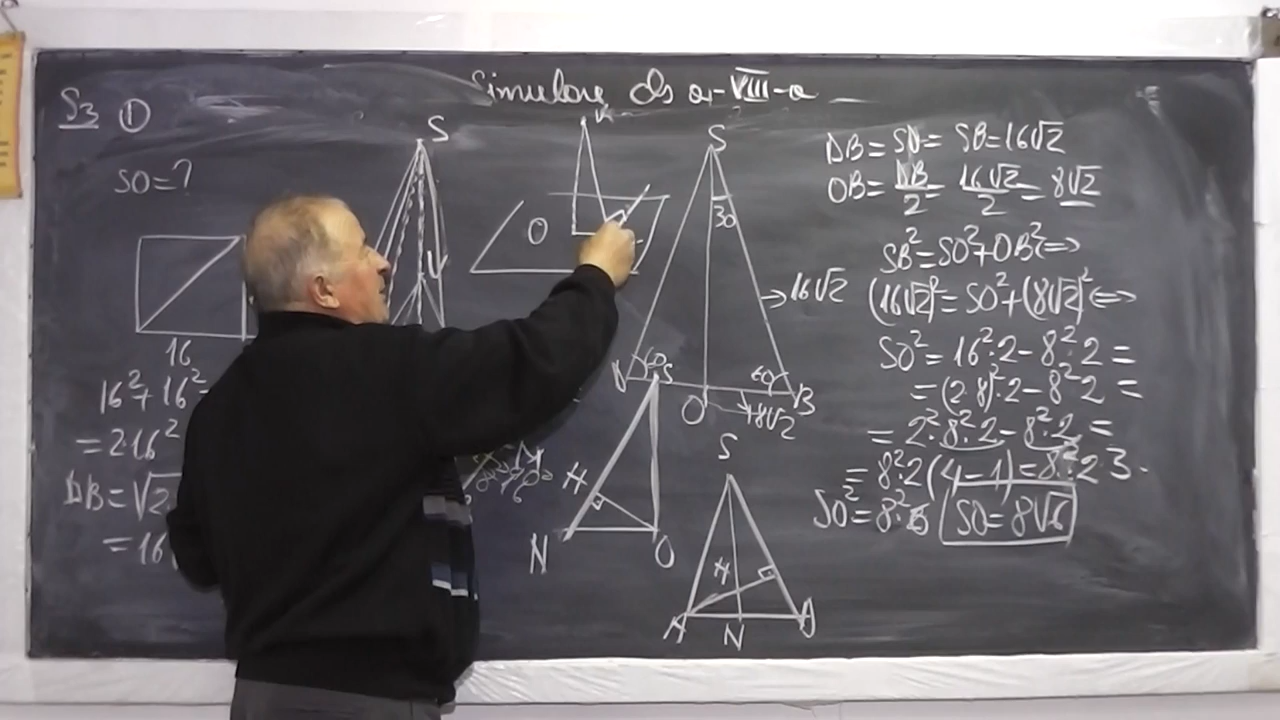 Simulare cls a-VIII-a
S3 ①
SO=?
16
16²+16²
=2·16²
DB=√2
=16
S
O
S
30
16√2
60
60
O
B
8√2
S
H
N
O
S
H
A
N
D
DB=SD=SB=16√2
OB=DB/2=16√2/2=8√2
SB²=SO²+OB²⇔
(16√2)²=SO²+(8√2)²⇔
SO²=16²·2-8²·2=
=(2·8)²·2-8²·2=
=2²·8²·2-8²·2=
=8²·2(4-1)=8²·2·3.
SO²=8²·6 SO=8√6